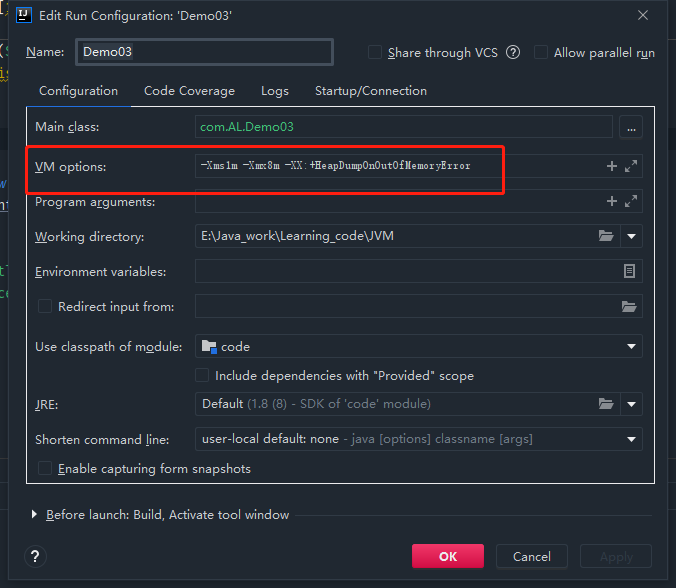 Edit Run Configuration: 'Demo03'
Name: Demo03 Share through VCS ? Allow parallel run
Configuration Code Coverage Logs Startup/Connection
Main class: com.AL.Demo03 ...
VM options: -Xms1m -Xmx8m -XX:+HeapDumpOnOutOfMemoryError
Program arguments:
Working directory: E:\Java_work\Learning_code\JVM
Environment variables:
Redirect input from:
Use classpath of module: code
Include dependencies with "Provided" scope
JRE: Default (1.8 (8) - SDK of 'code' module)
Shorten command line: user-local default: none - java [options] classname [args]
Enable capturing form snapshots
Before launch: Build, Activate tool window
? OK Cancel Apply